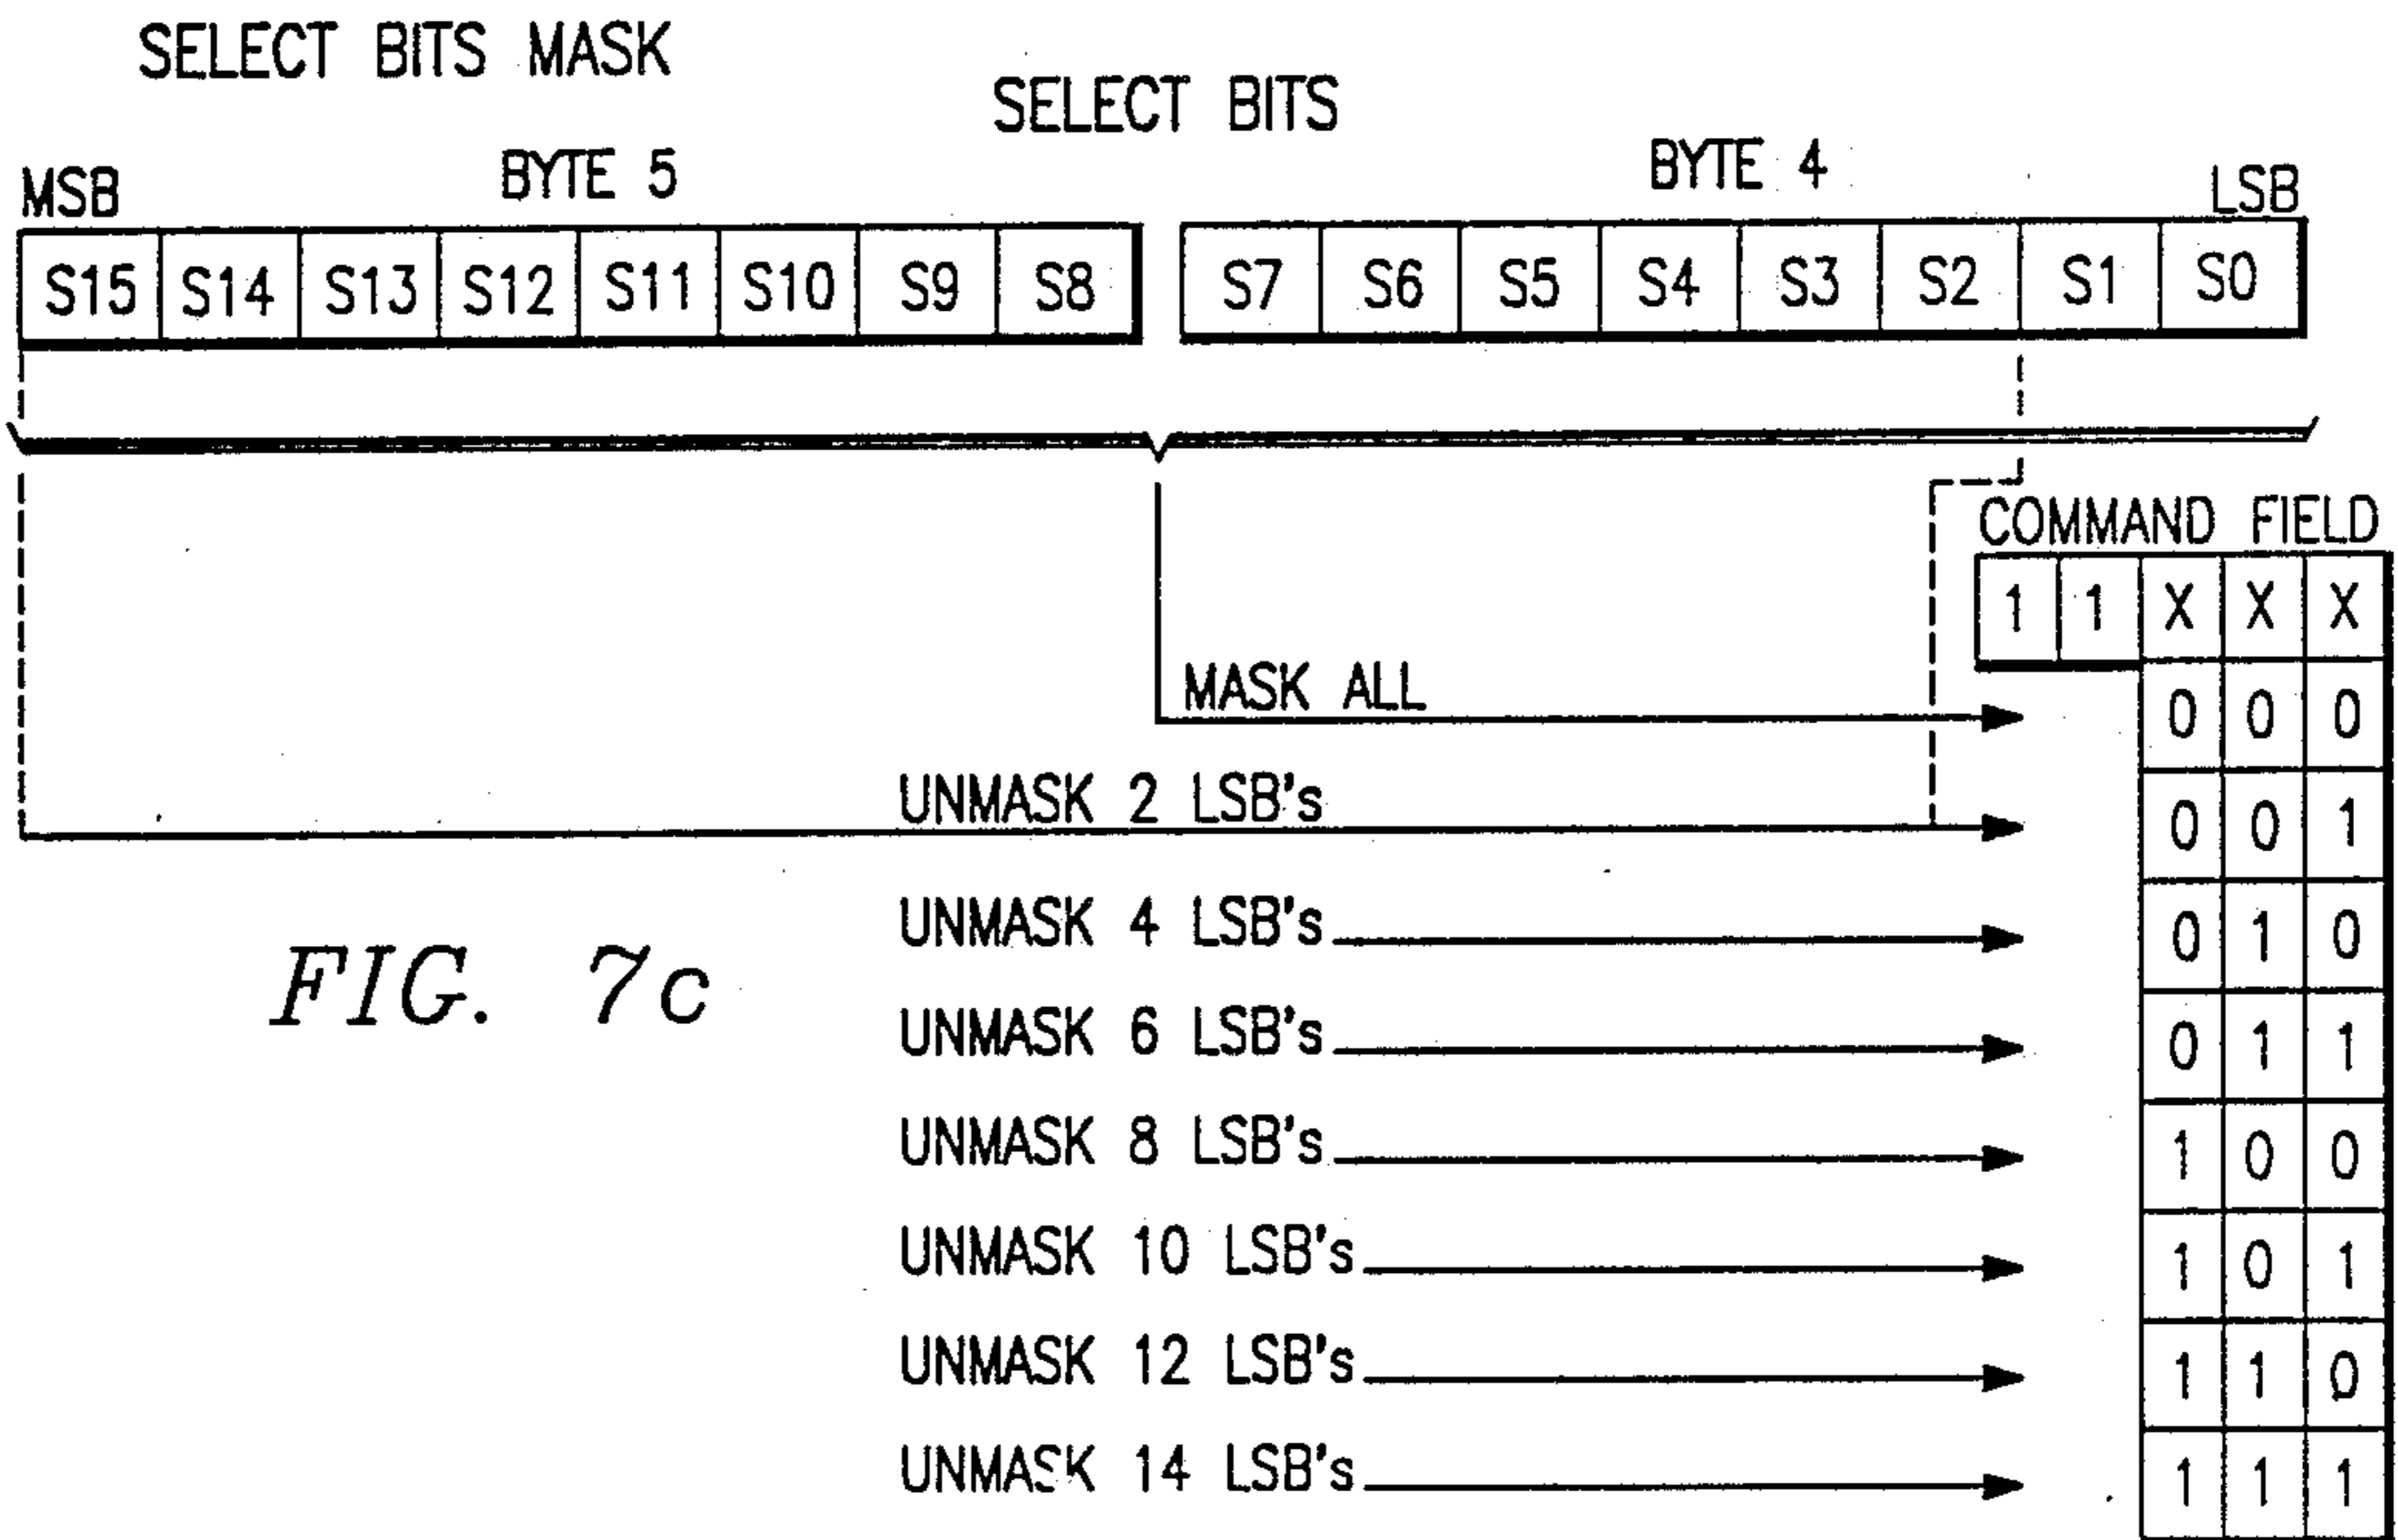 SELECT BITS MASK
SELECT BITS
MSB BYTE 5 BYTE 4 LSB
S15 S14 S13 S12 S11 S10 S9 S8 S7 S6 S5 S4 S3 S2 S1 S0
COMMAND FIELD
1 1 X X X
MASK ALL 0 0 0
UNMASK 2 LSB's 0 0 1
UNMASK 4 LSB's 0 1 0
UNMASK 6 LSB's 0 1 1
UNMASK 8 LSB's 1 0 0
UNMASK 10 LSB's 1 0 1
UNMASK 12 LSB's 1 1 0
UNMASK 14 LSB's 1 1 1
FIG. 7c